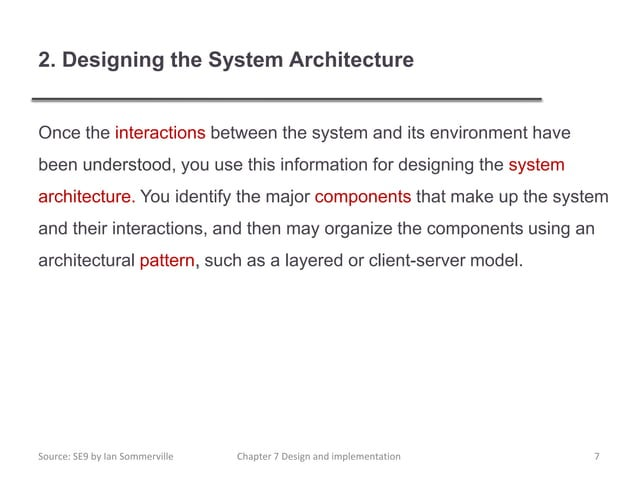 2. Designing the System Architecture
Once the interactions between the system and its environment have
been understood, you use this information for designing the system
architecture. You identify the major components that make up the system
and their interactions, and then may organize the components using an
architectural pattern, such as a layered or client-server model.
Source: SE9 by Ian Sommerville Chapter 7 Design and implementation 7